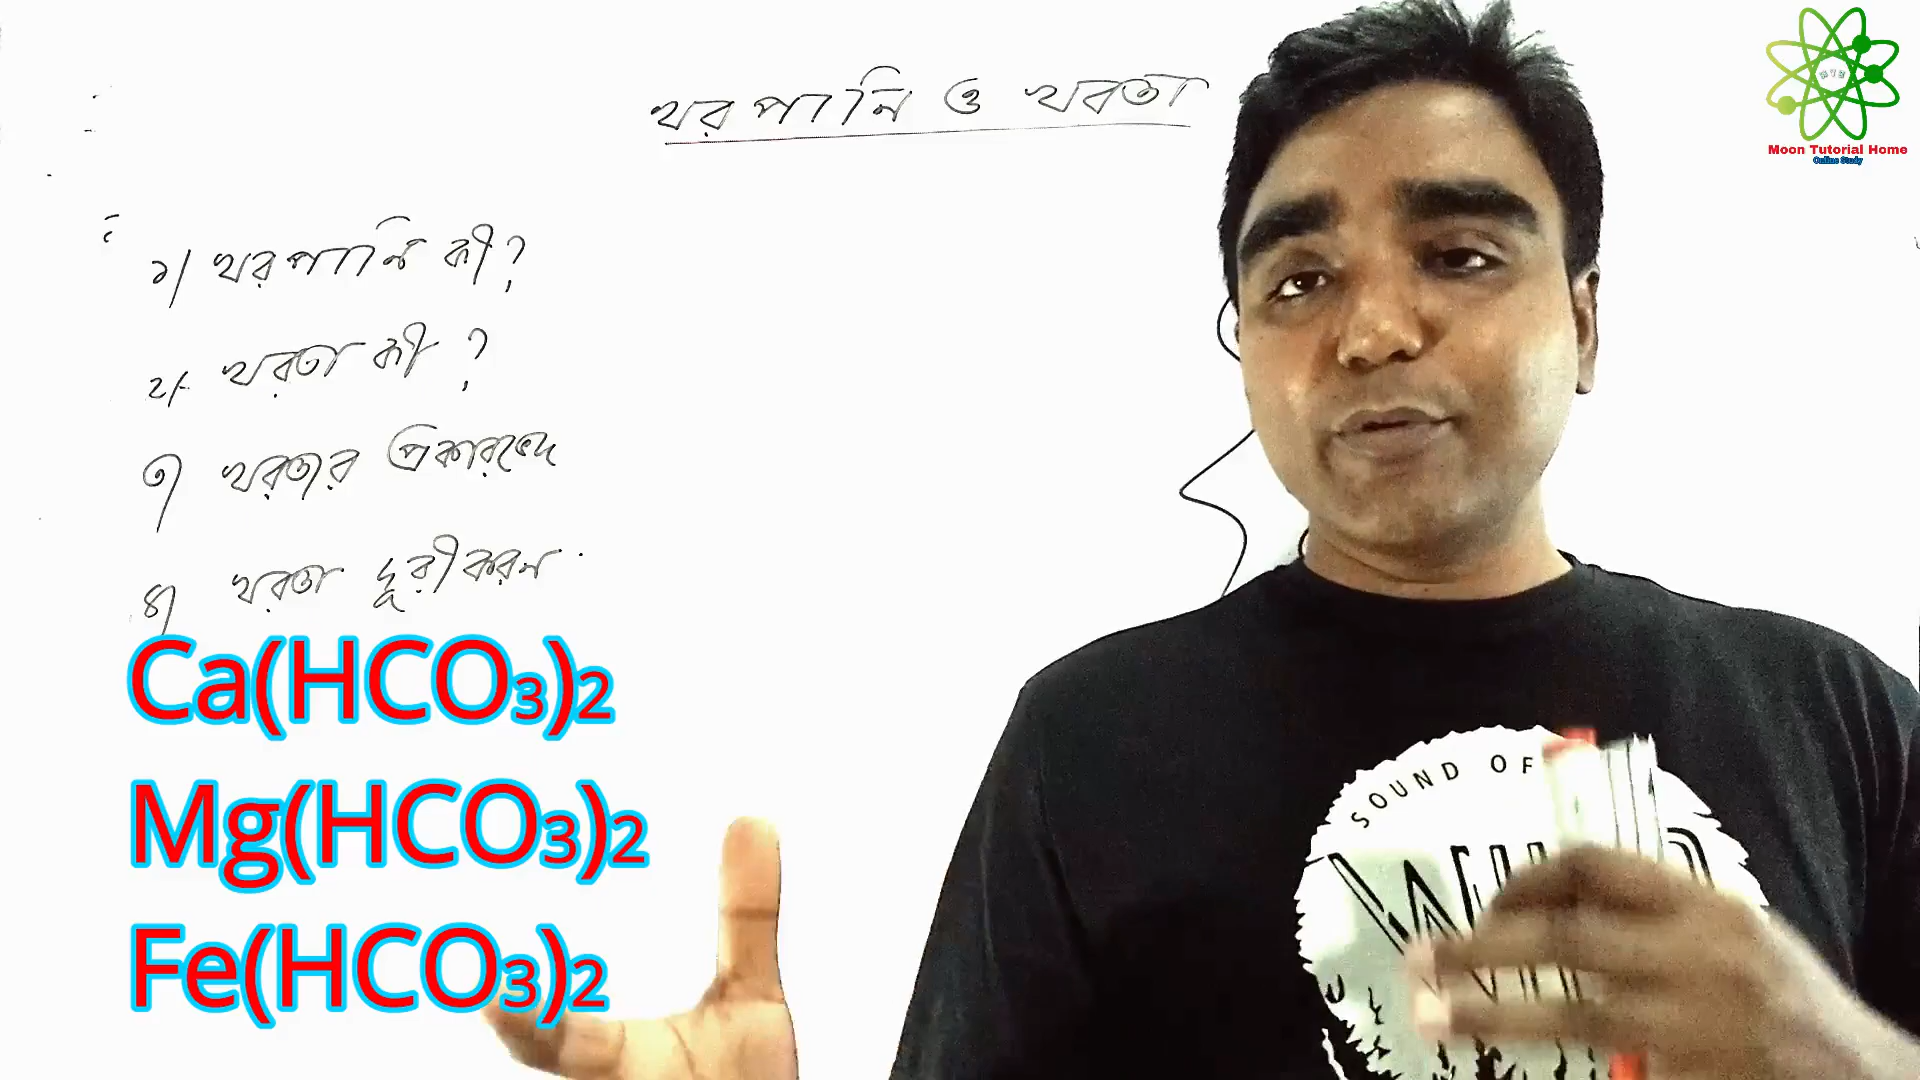 খর পানি ও খরতা
Moon Tutorial Home
Online Study
১) খর পানি কী?
২) খরতা কী?
৩) খরতার প্রকারভেদ
৪) খরতা দূরীকরন
Ca(HCO3)2
Mg(HCO3)2
Fe(HCO3)2
SOUND OF